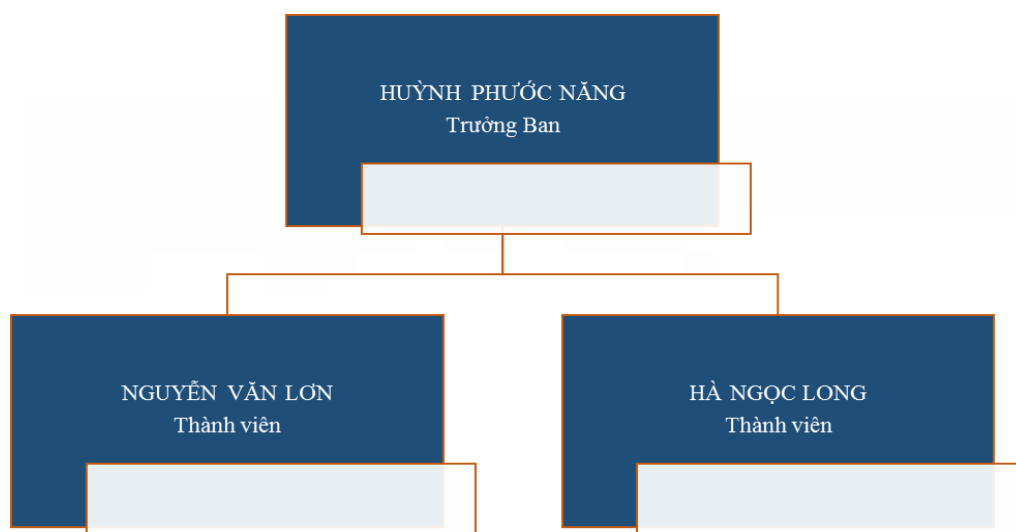 HUỲNH PHƯỚC NĂNG
Trưởng Ban
NGUYỄN VĂN LƠN
Thành viên
HÀ NGỌC LONG
Thành viên